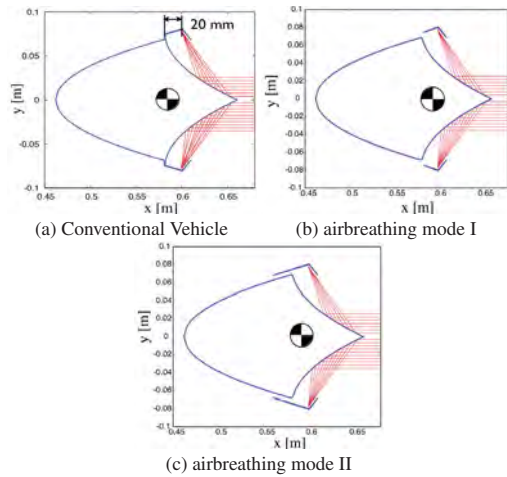 20 mm
0.1
0.05
0
-0.05
-0.1
y [m]
0.45 0.5 0.55 0.6 0.65
x [m]
(a) Conventional Vehicle
0.1
0.08
0.06
0.04
0.02
0
-0.02
-0.04
-0.06
-0.08
-0.1
y [m]
0.45 0.5 0.55 0.6 0.65
x [m]
(b) airbreathing mode I
0.1
0.08
0.06
0.04
0.02
0
-0.02
-0.04
-0.06
-0.08
-0.1
y [m]
0.45 0.5 0.55 0.6 0.65
x [m]
(c) airbreathing mode II